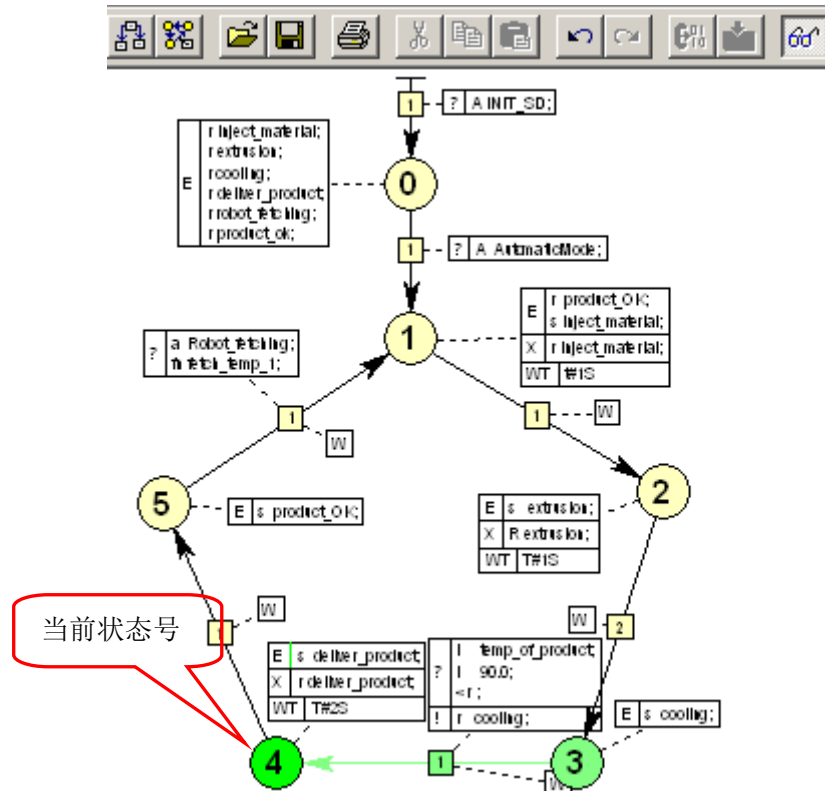 1
? A INIT_SD;
E
r Inject_material;
r extrusion;
r cooling;
r deliver_product;
r robot_fetching;
r product_ok;
0
1
? A AutomaticMode;
E
r product_OK;
s Inject_material;
X r Inject_material;
WT t#1S
1
?
a Robot_fetching;
1
W
1
W
5
E s product_OK;
2
E s extrusion;
X R extrusion;
WT T#1S
当前状态号
1
W
W
2
E s deliver_product;
X r deliver_product;
WT T#2S
?
l temp_of_product;
l 90.0;
<r;
! r cooling;
E s cooling;
4
1
W
3